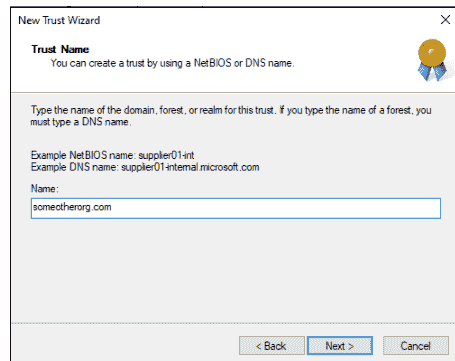 New Trust Wizard
Trust Name
You can create a trust by using a NetBIOS or DNS name.
Type the name of the domain, forest, or realm for this trust. If you type the name of a forest, you
must type a DNS name.
Example NetBIOS name: supplier01-int
Example DNS name: supplier01-internal.microsoft.com
Name:
someotherorg.com
< Back
Next >
Cancel